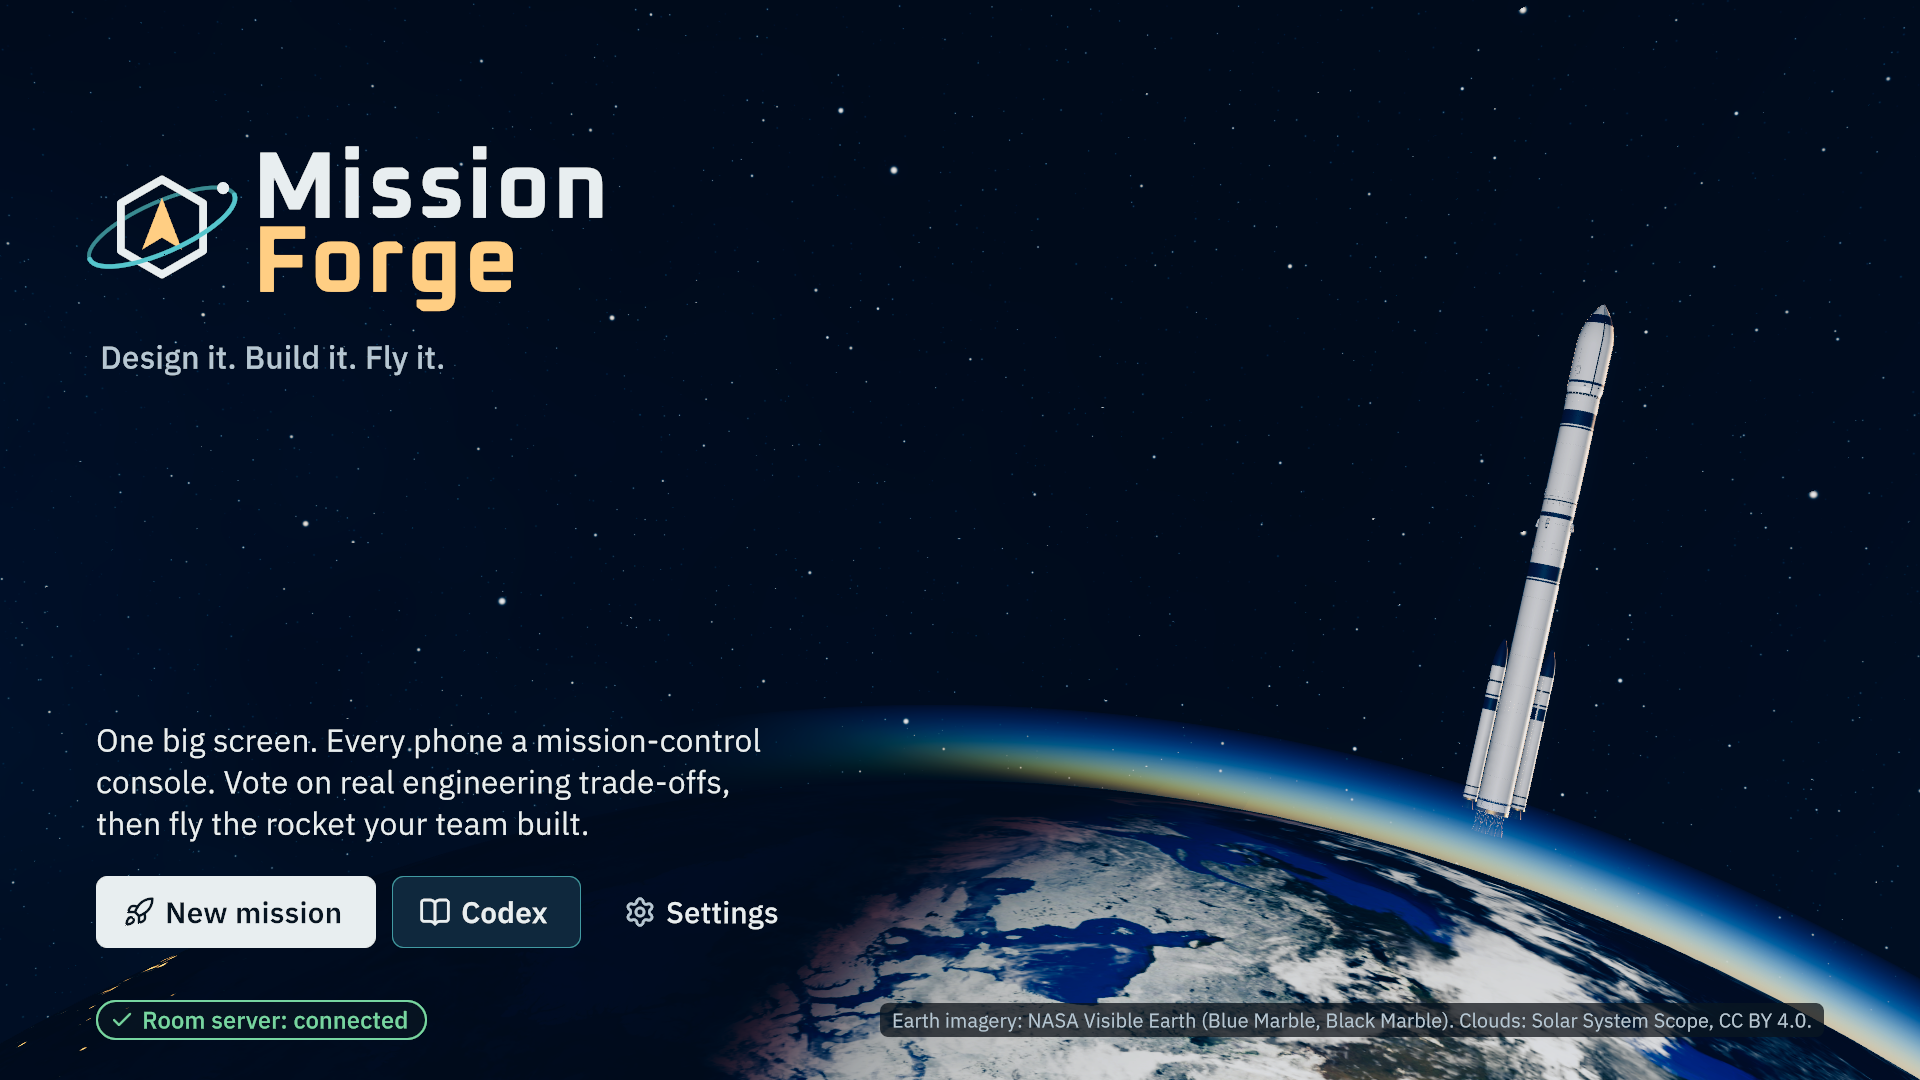 Mission
Forge
Design it. Build it. Fly it.
One big screen. Every phone a mission-control
console. Vote on real engineering trade-offs,
then fly the rocket your team built.
New mission
Codex
Settings
Room server: connected
Earth imagery: NASA Visible Earth (Blue Marble, Black Marble). Clouds: Solar System Scope, CC BY 4.0.